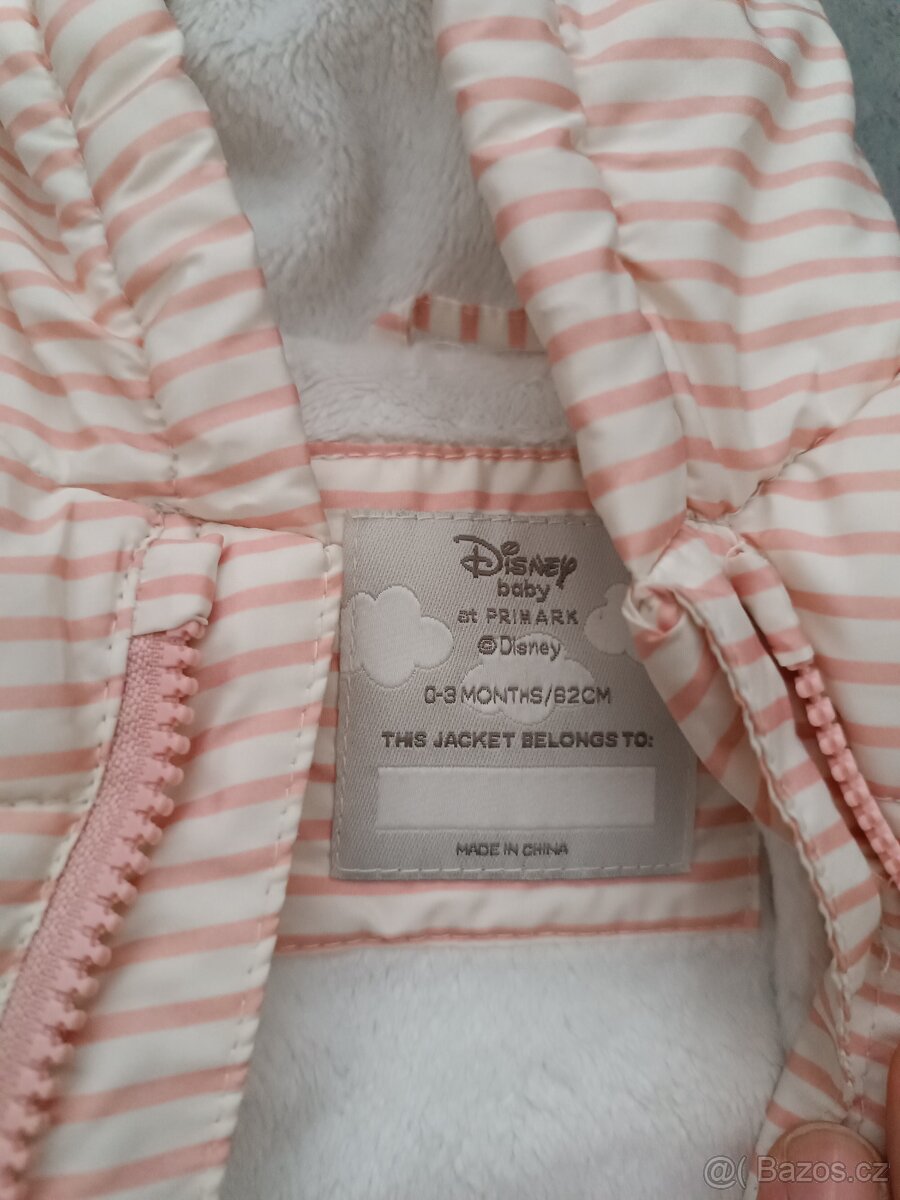 Disney
baby
at PRIMARK
©Disney
0-3 MONTHS/62CM
THIS JACKET BELONGS TO:
MADE IN CHINA
@( Bazos.cz